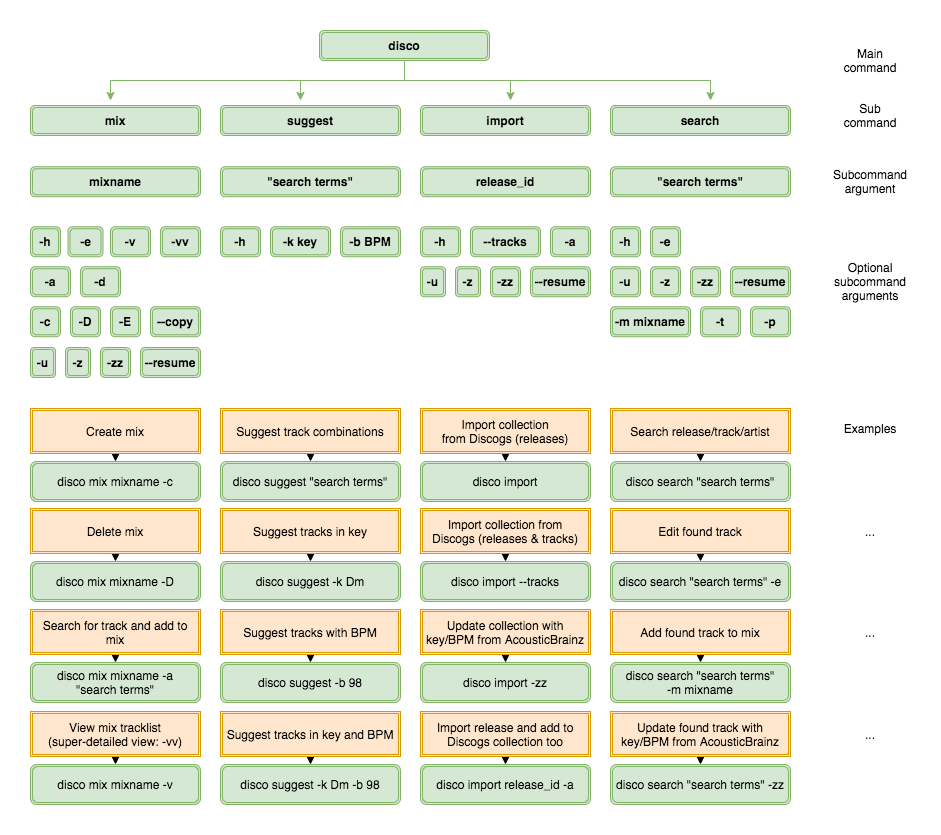 disco
Main
command
mix
suggest
import
search
Sub
command
mixname
"search terms"
release_id
"search terms"
Subcommand
argument
-h
-e
-v
-vv
-h
-k key
-b BPM
-h
--tracks
-a
-h
-e
-a
-d
-u
-z
-zz
--resume
-u
-z
-zz
--resume
Optional
subcommand
arguments
-c
-D
-E
--copy
-m mixname
-t
-p
-u
-z
-zz
--resume
Create mix
Suggest track combinations
Import collection
from Discogs (releases)
Search release/track/artist
Examples
disco mix mixname -c
disco suggest "search terms"
disco import
disco search "search terms"
Delete mix
Suggest tracks in key
Import collection from
Discogs (releases & tracks)
Edit found track
...
disco mix mixname -D
disco suggest -k Dm
disco import --tracks
disco search "search terms" -e
Search for track and add to
mix
Suggest tracks with BPM
Update collection with
key/BPM from AcousticBrainz
Add found track to mix
...
disco mix mixname -a
"search terms"
disco suggest -b 98
disco import -zz
disco search "search terms"
-m mixname
View mix tracklist
(super-detailed view: -vv)
Suggest tracks in key and BPM
Import release and add to
Discogs collection too
Update found track with
key/BPM from AcousticBrainz
...
disco mix mixname -v
disco suggest -k Dm -b 98
disco import release_id -a
disco search "search terms" -zz